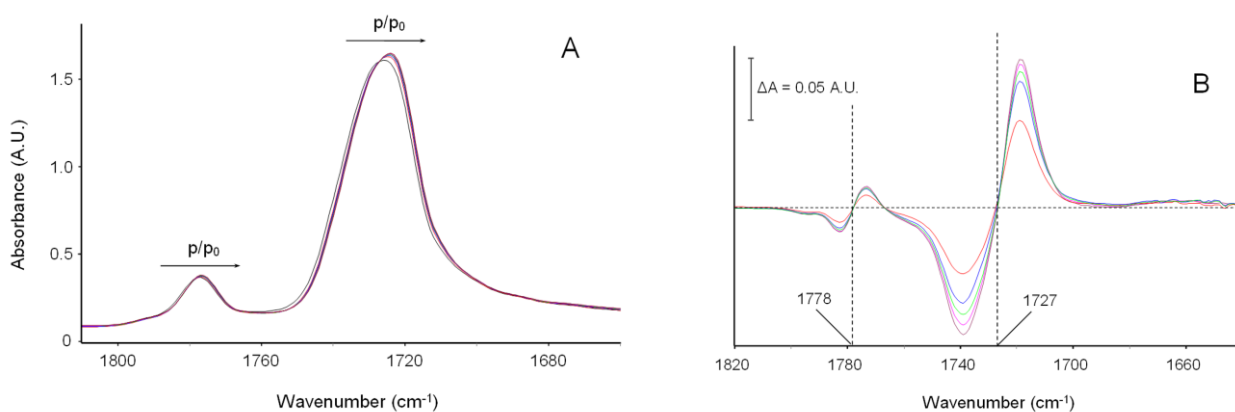 A
p/p₀
p/p₀
Absorbance (A.U.)
1.5
1.0
0.5
0
1800
1760
1720
1680
Wavenumber (cm⁻¹)
B
ΔA = 0.05 A.U.
1778
1727
1820
1780
1740
1700
1660
Wavenumber (cm⁻¹)